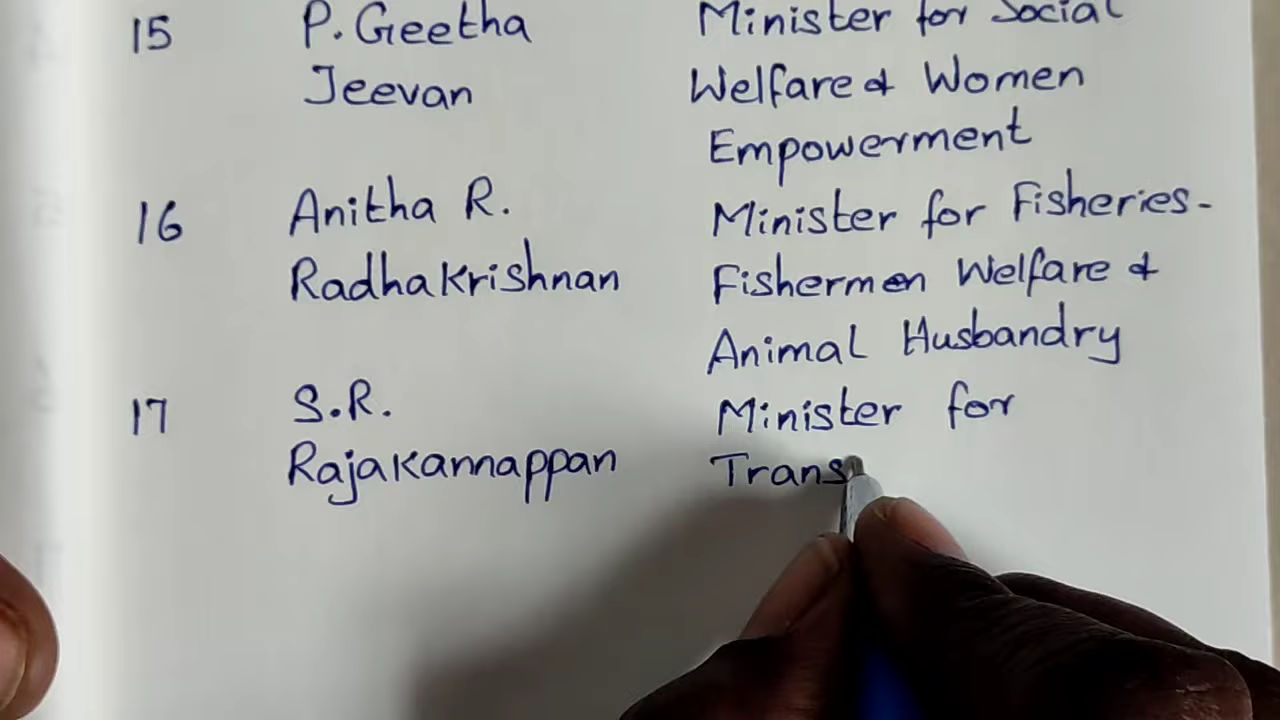 15 P. Geetha Minister for Social
Jeevan Welfare & Women
Empowerment
16 Anitha R. Minister for Fisheries-
Radhakrishnan Fishermen Welfare &
Animal Husbandry
17 S.R. Minister for
Rajakannappan Trans